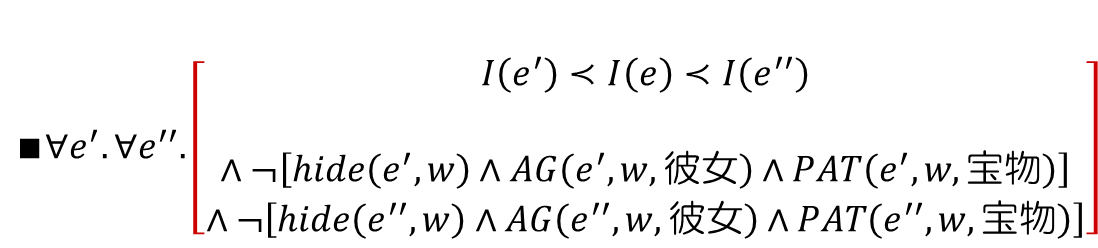 I(e′) ≺ I(e) ≺ I(e′′)
■∀e′. ∀e′′.
∧ ¬[hide(e′, w) ∧ AG(e′, w, 彼女) ∧ PAT(e′, w, 宝物)]
∧ ¬[hide(e′′, w) ∧ AG(e′′, w, 彼女) ∧ PAT(e′′, w, 宝物)]